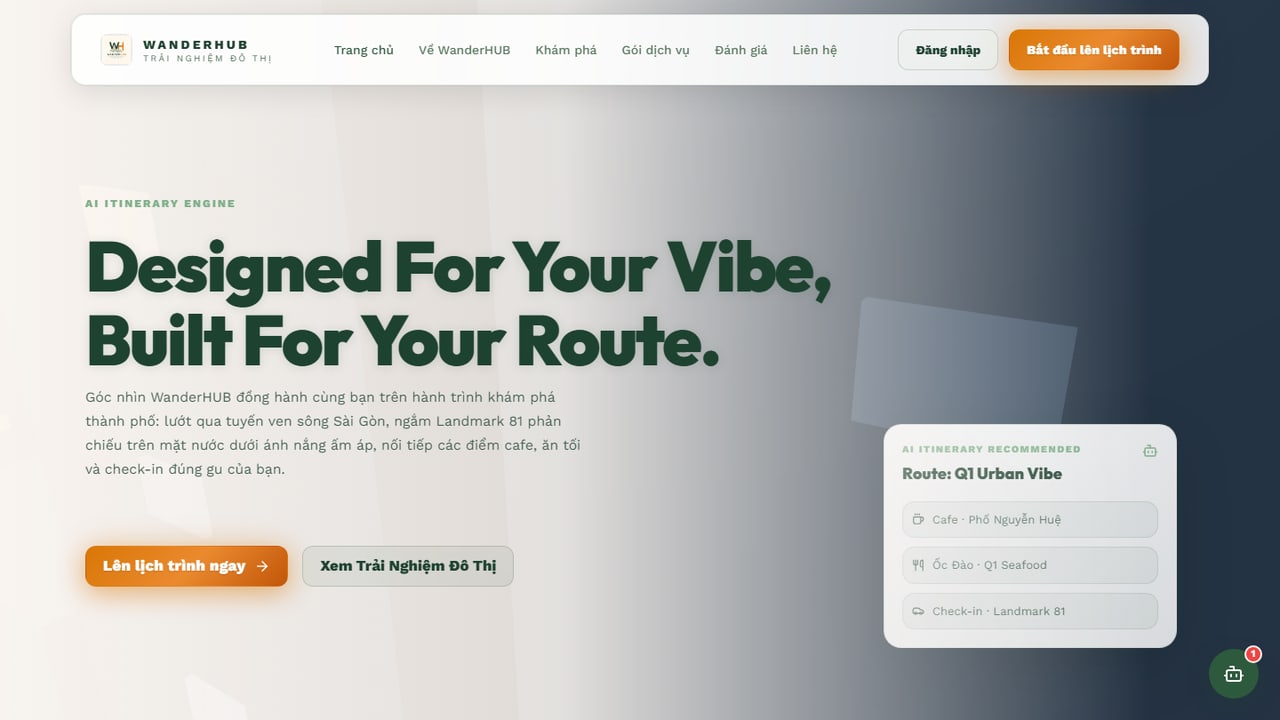 WANDERHUB
TRẢI NGHIỆM ĐÔ THỊ
Trang chủ
Về WanderHUB
Khám phá
Gói dịch vụ
Đánh giá
Liên hệ
Đăng nhập
Bắt đầu lên lịch trình
AI ITINERARY ENGINE
Designed For Your Vibe,
Built For Your Route.
Góc nhìn WanderHUB đồng hành cùng bạn trên hành trình khám phá
thành phố: lướt qua tuyến ven sông Sài Gòn, ngắm Landmark 81 phản
chiếu trên mặt nước dưới ánh nắng ấm áp, nối tiếp các điểm cafe, ăn tối
và check-in đúng gu của bạn.
Lên lịch trình ngay
Xem Trải Nghiệm Đô Thị
AI ITINERARY RECOMMENDED
Route: Q1 Urban Vibe
Cafe · Phố Nguyễn Huệ
Ốc Đào · Q1 Seafood
Check-in · Landmark 81
1